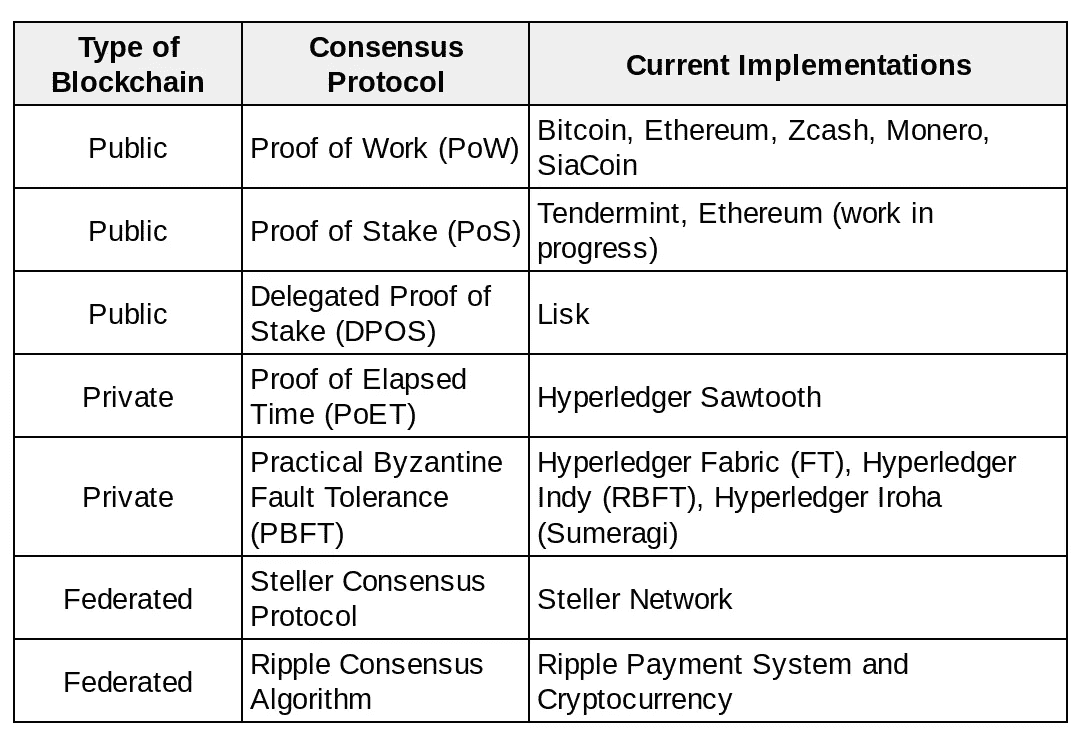 Type of
Blockchain
Consensus
Protocol
Current Implementations
Public
Proof of Work (PoW)
Bitcoin, Ethereum, Zcash, Monero,
SiaCoin
Public
Proof of Stake (PoS)
Tendermint, Ethereum (work in
progress)
Public
Delegated Proof of
Stake (DPOS)
Lisk
Private
Proof of Elapsed
Time (PoET)
Hyperledger Sawtooth
Private
Practical Byzantine
Fault Tolerance
(PBFT)
Hyperledger Fabric (FT), Hyperledger
Indy (RBFT), Hyperledger Iroha
(Sumeragi)
Federated
Steller Consensus
Protocol
Steller Network
Federated
Ripple Consensus
Algorithm
Ripple Payment System and
Cryptocurrency